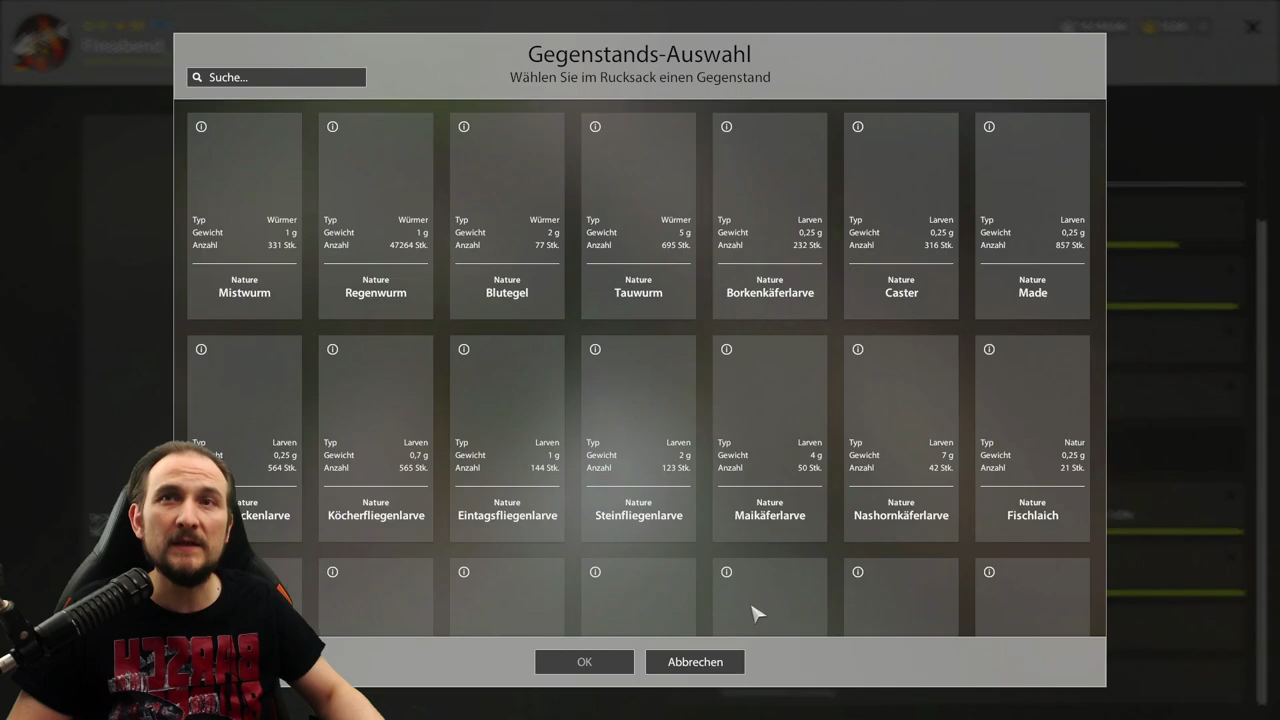 Gegenstands-Auswahl
Suche...
Wählen Sie im Rucksack einen Gegenstand
Typ Würmer
Gewicht 1 g
Anzahl 331 Stk.
Nature
Mistwurm
Typ Würmer
Gewicht 1 g
Anzahl 47264 Stk.
Nature
Regenwurm
Typ Würmer
Gewicht 2 g
Anzahl 77 Stk.
Nature
Blutegel
Typ Würmer
Gewicht 5 g
Anzahl 695 Stk.
Nature
Tauwurm
Typ Larven
Gewicht 0,25 g
Anzahl 232 Stk.
Nature
Borkenkäferlarve
Typ Larven
Gewicht 0,25 g
Anzahl 316 Stk.
Nature
Caster
Typ Larven
Gewicht 0,25 g
Anzahl 857 Stk.
Nature
Made
Typ Larven
0,25 g
564 Stk.
Typ Larven
Gewicht 0,7 g
Anzahl 565 Stk.
Nature
Köcherfliegenlarve
Typ Larven
Gewicht 1 g
Anzahl 144 Stk.
Nature
Eintagsfliegenlarve
Typ Larven
Gewicht 2 g
Anzahl 123 Stk.
Nature
Steinfliegenlarve
Typ Larven
Gewicht 4 g
Anzahl 50 Stk.
Nature
Maikäferlarve
Typ Larven
Gewicht 7 g
Anzahl 42 Stk.
Nature
Nashornkäferlarve
Typ Natur
Gewicht 0,25 g
Anzahl 21 Stk.
Nature
Fischlaich
OK
Abbrechen